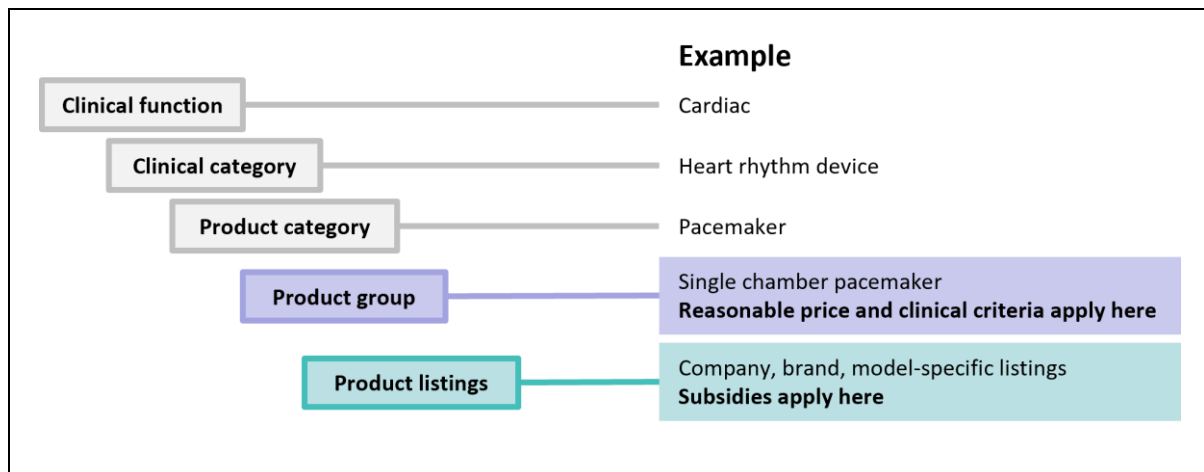 Example
Clinical function
Cardiac
Clinical category
Heart rhythm device
Product category
Pacemaker
Product group
Single chamber pacemaker
Reasonable price and clinical criteria apply here
Product listings
Company, brand, model-specific listings
Subsidies apply here